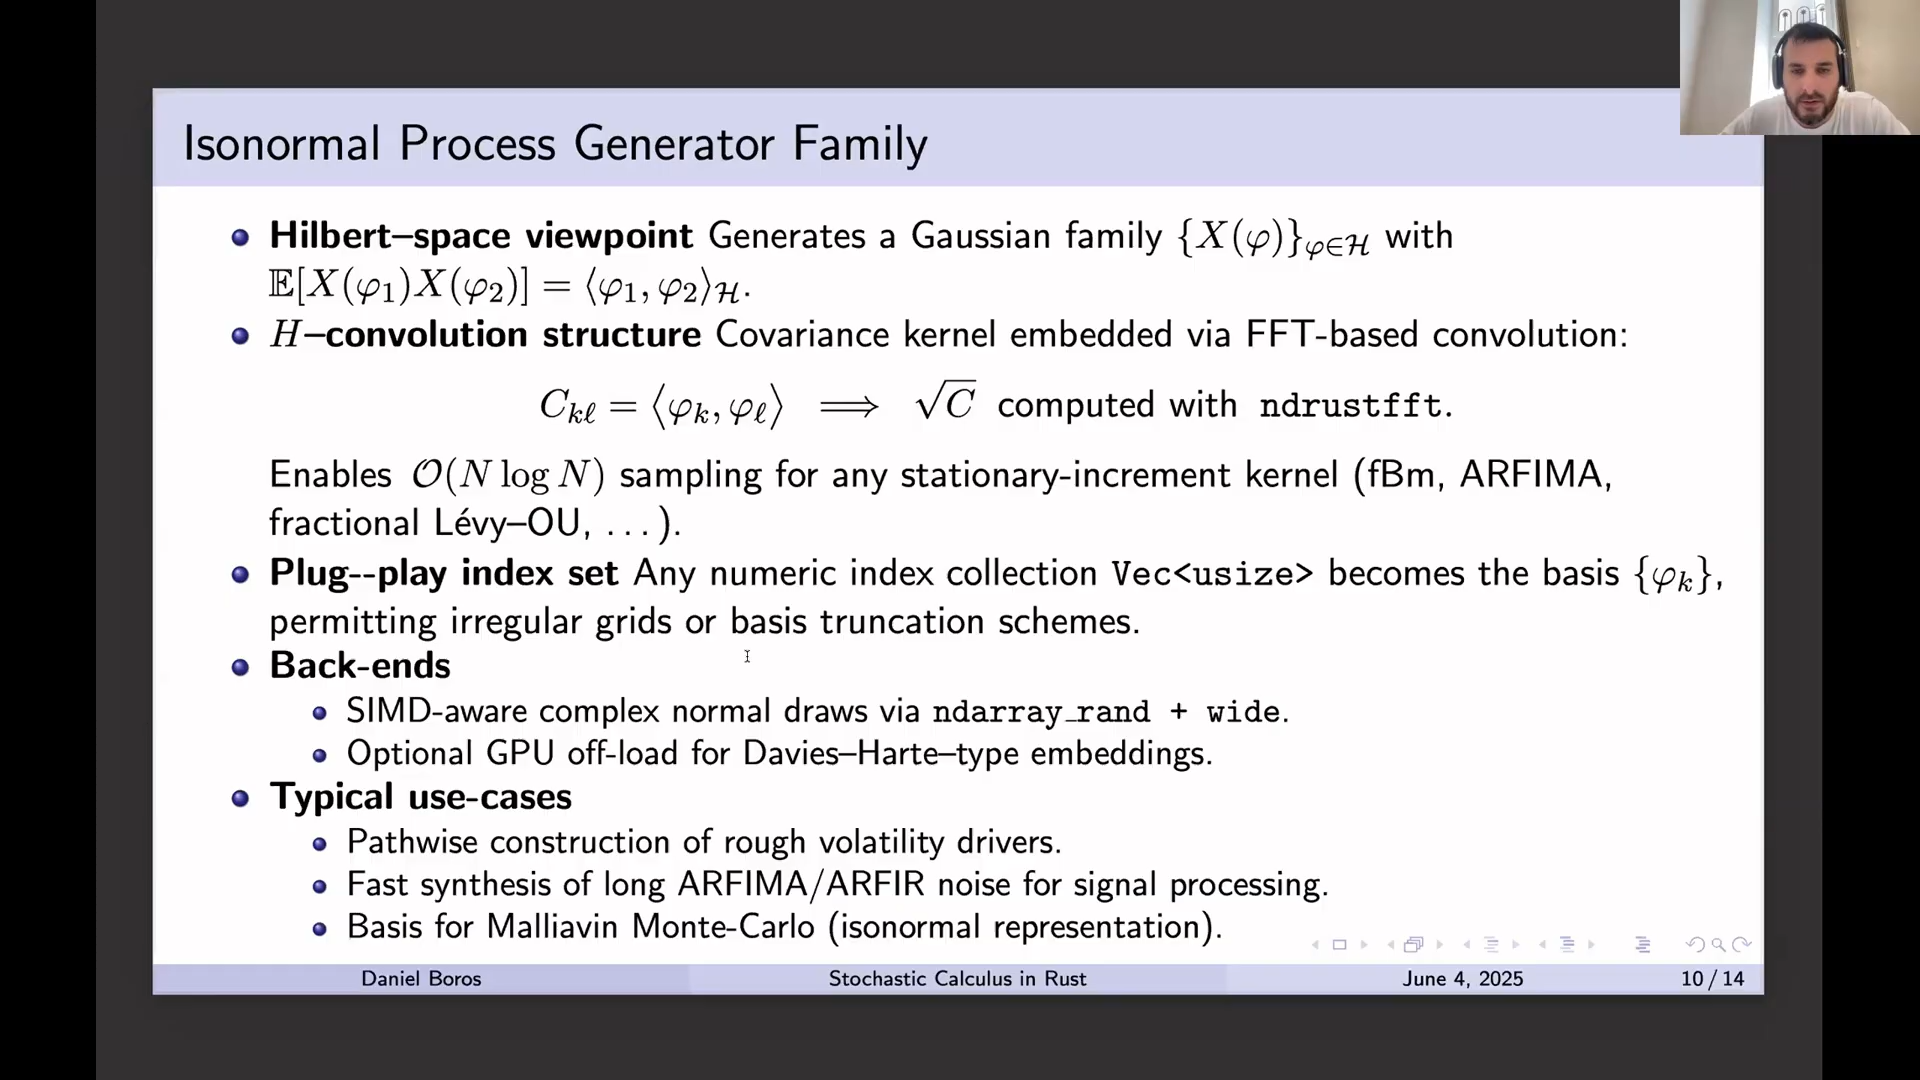 Isonormal Process Generator Family
Hilbert–space viewpoint Generates a Gaussian family {X(φ)}φ∈ℋ with
𝔼[X(φ₁)X(φ₂)] = ⟨φ₁, φ₂⟩ℋ.
H–convolution structure Covariance kernel embedded via FFT-based convolution:
Cₖℓ = ⟨φₖ, φℓ⟩ ⟹ √C computed with ndrustfft.
Enables 𝒪(N log N) sampling for any stationary-increment kernel (fBm, ARFIMA,
fractional Lévy–OU, . . . ).
Plug--play index set Any numeric index collection Vec<usize> becomes the basis {φₖ},
permitting irregular grids or basis truncation schemes.
Back-ends
SIMD-aware complex normal draws via ndarray_rand + wide.
Optional GPU off-load for Davies–Harte–type embeddings.
Typical use-cases
Pathwise construction of rough volatility drivers.
Fast synthesis of long ARFIMA/ARFIR noise for signal processing.
Basis for Malliavin Monte-Carlo (isonormal representation).
Daniel Boros Stochastic Calculus in Rust June 4, 2025 10 / 14